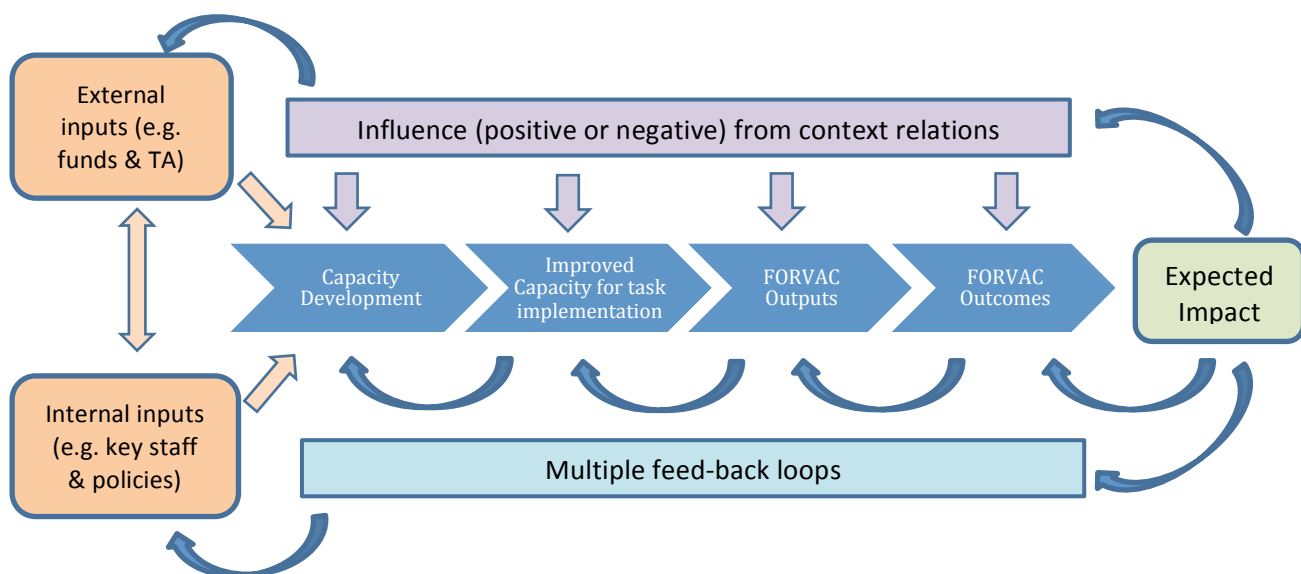 External
inputs (e.g.
funds & TA)
Influence (positive or negative) from context relations
Capacity
Development
Improved
Capacity for task
implementation
FORVAC
Outputs
FORVAC
Outcomes
Expected
Impact
Internal inputs
(e.g. key staff
& policies)
Multiple feed-back loops